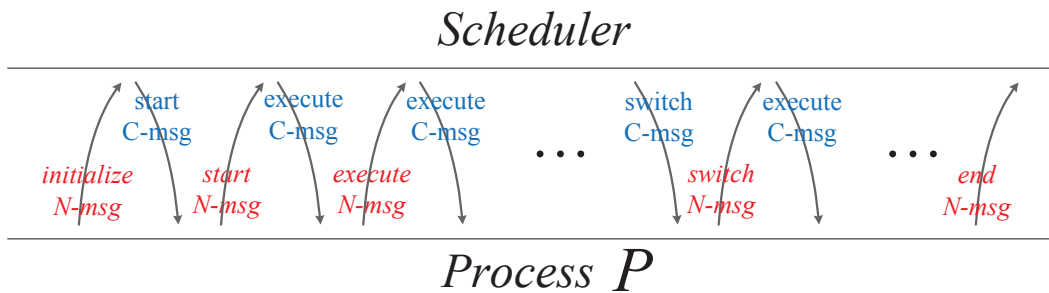 Scheduler
start
C-msg
execute
C-msg
execute
C-msg
switch
C-msg
execute
C-msg
...
...
initialize
N-msg
start
N-msg
execute
N-msg
switch
N-msg
end
N-msg
Process P